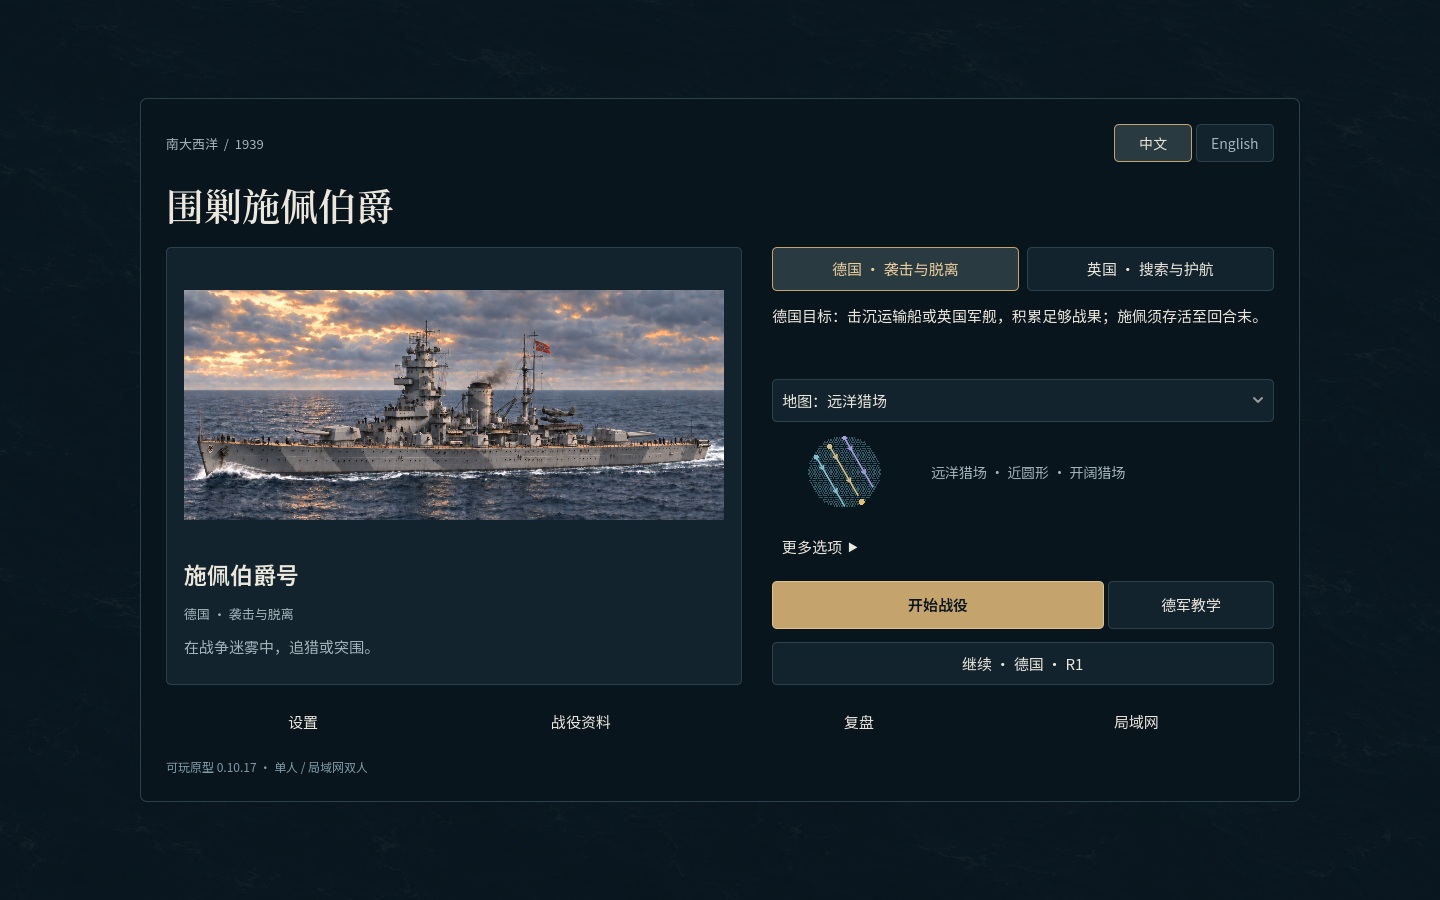 南大西洋 / 1939
中文
English
围剿施佩伯爵
德国 · 袭击与脱离
英国 · 搜索与护航
德国目标：击沉运输船或英国军舰，积累足够战果；施佩须存活至回合末。
地图：远洋猎场
远洋猎场 · 近圆形 · 开阔猎场
更多选项 ▶
开始战役
德军教学
继续 · 德国 · R1
施佩伯爵号
德国 · 袭击与脱离
在战争迷雾中，追猎或突围。
设置
战役资料
复盘
局域网
可玩原型 0.10.17 · 单人 / 局域网双人